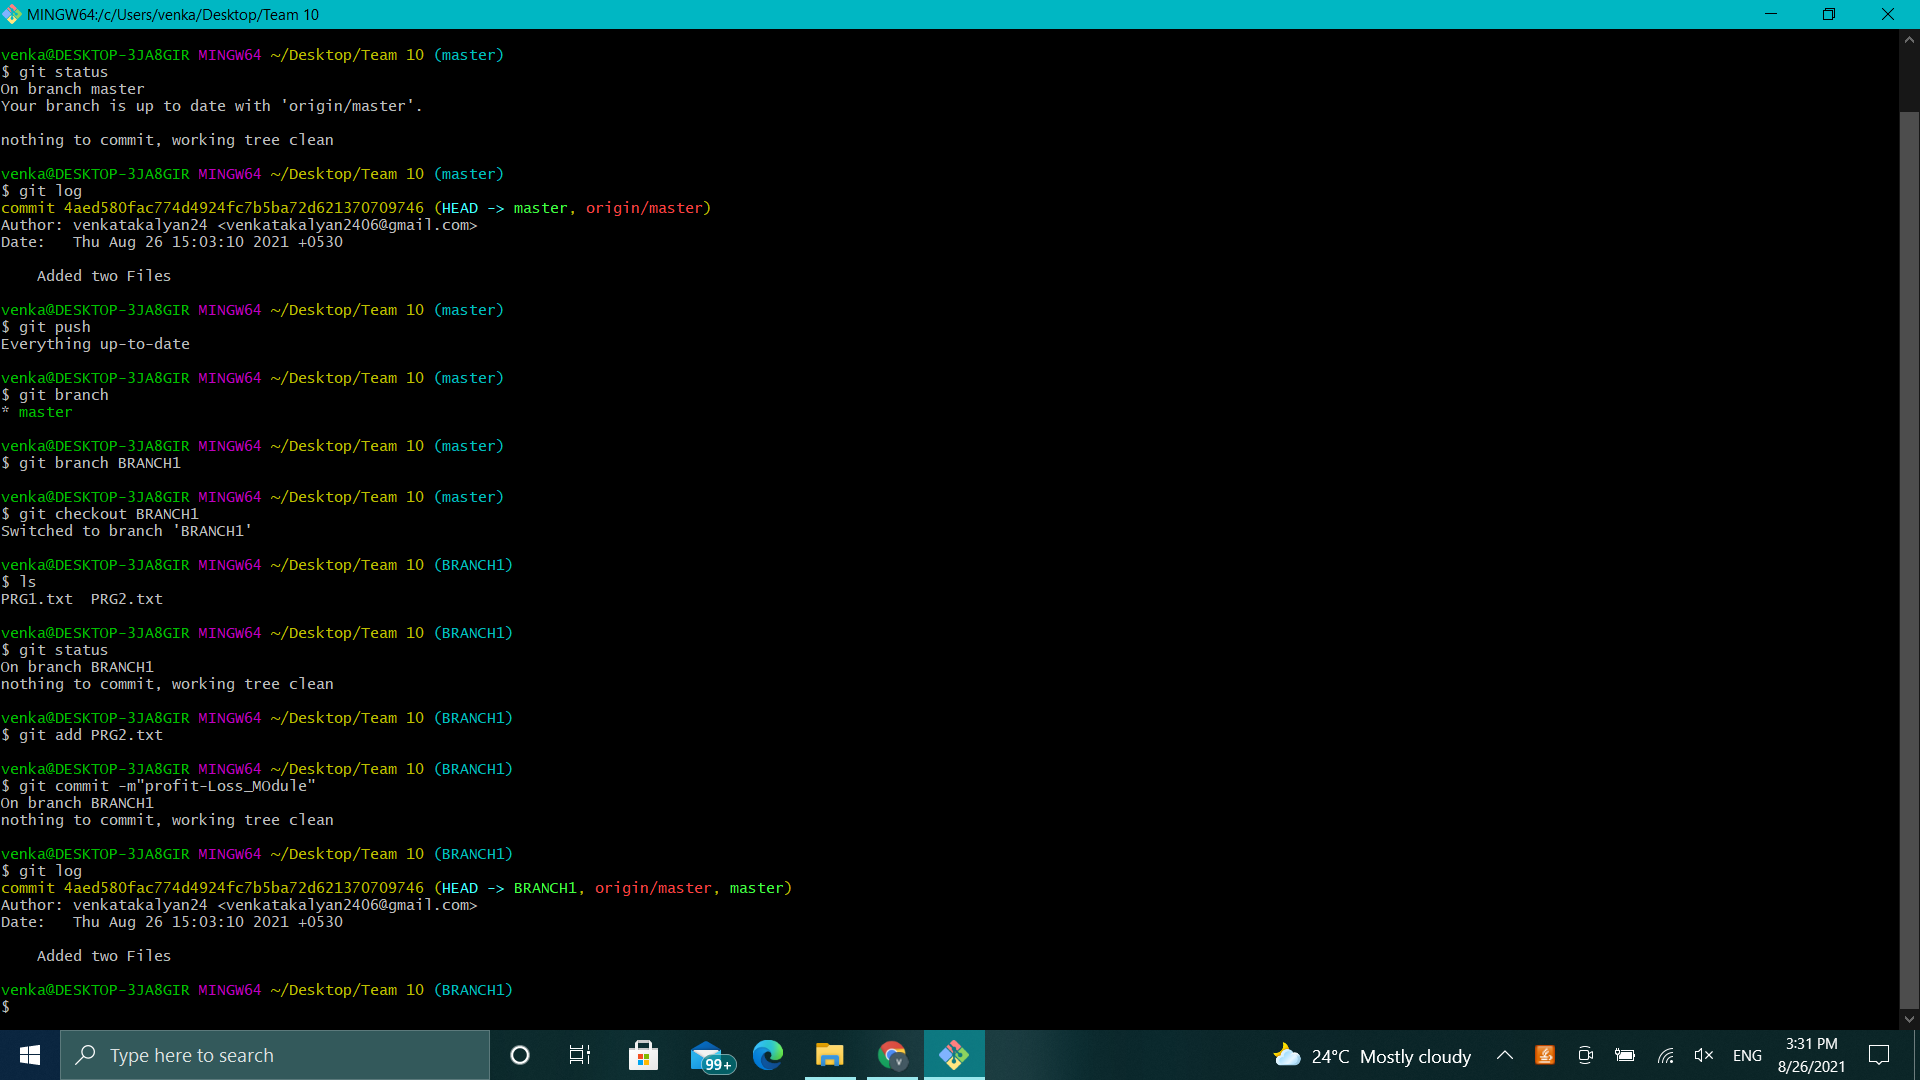 MINGW64:/c/Users/venka/Desktop/Team 10
venka@DESKTOP-3JA8GIR MINGW64 ~/Desktop/Team 10 (master)
$ git status
On branch master
Your branch is up to date with 'origin/master'.
nothing to commit, working tree clean
venka@DESKTOP-3JA8GIR MINGW64 ~/Desktop/Team 10 (master)
$ git log
commit 4aed580fac774d4924fc7b5ba72d621370709746 (HEAD -> master, origin/master)
Author: venkatakalyan24 <venkatakalyan2406@gmail.com>
Date:   Thu Aug 26 15:03:10 2021 +0530
    Added two Files
venka@DESKTOP-3JA8GIR MINGW64 ~/Desktop/Team 10 (master)
$ git push
Everything up-to-date
venka@DESKTOP-3JA8GIR MINGW64 ~/Desktop/Team 10 (master)
$ git branch
* master
venka@DESKTOP-3JA8GIR MINGW64 ~/Desktop/Team 10 (master)
$ git branch BRANCH1
venka@DESKTOP-3JA8GIR MINGW64 ~/Desktop/Team 10 (master)
$ git checkout BRANCH1
Switched to branch 'BRANCH1'
venka@DESKTOP-3JA8GIR MINGW64 ~/Desktop/Team 10 (BRANCH1)
$ ls
PRG1.txt  PRG2.txt
venka@DESKTOP-3JA8GIR MINGW64 ~/Desktop/Team 10 (BRANCH1)
$ git status
On branch BRANCH1
nothing to commit, working tree clean
venka@DESKTOP-3JA8GIR MINGW64 ~/Desktop/Team 10 (BRANCH1)
$ git add PRG2.txt
venka@DESKTOP-3JA8GIR MINGW64 ~/Desktop/Team 10 (BRANCH1)
$ git commit -m"profit-Loss_MOdule"
On branch BRANCH1
nothing to commit, working tree clean
venka@DESKTOP-3JA8GIR MINGW64 ~/Desktop/Team 10 (BRANCH1)
$ git log
commit 4aed580fac774d4924fc7b5ba72d621370709746 (HEAD -> BRANCH1, origin/master, master)
Author: venkatakalyan24 <venkatakalyan2406@gmail.com>
Date:   Thu Aug 26 15:03:10 2021 +0530
    Added two Files
venka@DESKTOP-3JA8GIR MINGW64 ~/Desktop/Team 10 (BRANCH1)
$
Type here to search
99+
V
24°C Mostly cloudy
ENG
3:31 PM
8/26/2021